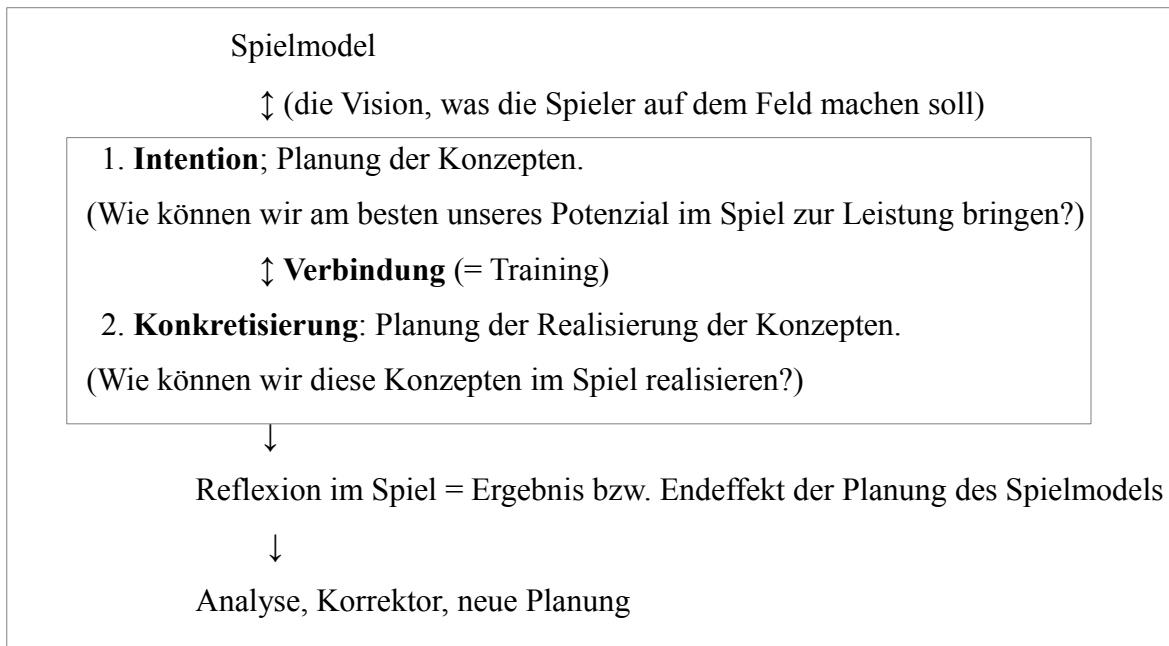 Spielmodel
↕ (die Vision, was die Spieler auf dem Feld machen soll)
1. Intention; Planung der Konzepten.
(Wie können wir am besten unseres Potenzial im Spiel zur Leistung bringen?)
↕ Verbindung (= Training)
2. Konkretisierung: Planung der Realisierung der Konzepten.
(Wie können wir diese Konzepten im Spiel realisieren?)
↓
Reflexion im Spiel = Ergebnis bzw. Endeffekt der Planung des Spielmodels
↓
Analyse, Korrektor, neue Planung